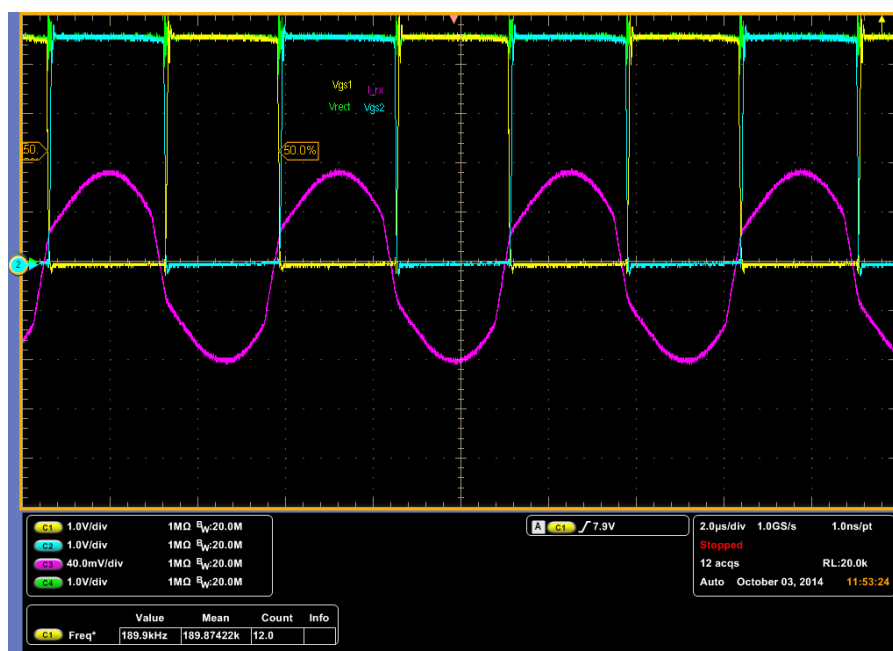 Vgs1 I_rx
Vrect Vgs2
50. 50.0%
2
C1 1.0V/div 1MΩ BW:20.0M
C2 1.0V/div 1MΩ BW:20.0M
C3 40.0mV/div 1MΩ BW:20.0M
C4 1.0V/div 1MΩ BW:20.0M
A C1 7.9V
2.0µs/div 1.0GS/s 1.0ns/pt
Stopped
12 acqs RL:20.0k
Auto October 03, 2014 11:53:24
Value Mean Count Info
C1 Freq* 189.9kHz 189.87422k 12.0